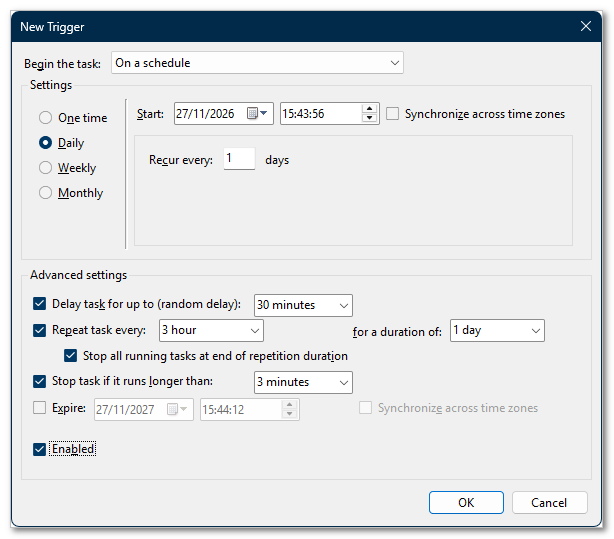 New Trigger
Begin the task: On a schedule
Settings
One time
Daily
Weekly
Monthly
Start: 27/11/2026 15:43:56 Synchronize across time zones
Recur every: 1 days
Advanced settings
Delay task for up to (random delay): 30 minutes
Repeat task every: 3 hour for a duration of: 1 day
Stop all running tasks at end of repetition duration
Stop task if it runs longer than: 3 minutes
Expire: 27/11/2027 15:44:12 Synchronize across time zones
Enabled
OK Cancel